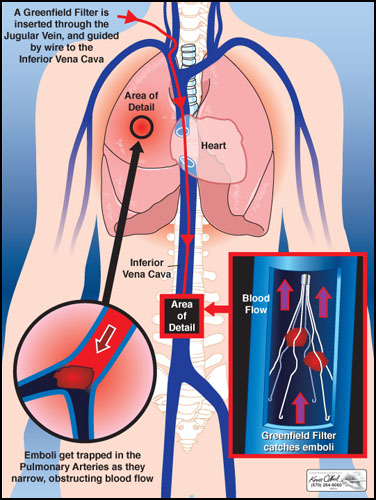 A Greenfield Filter is
inserted through the
Jugular Vein, and guided
by wire to the
Inferior Vena Cava
Area of
Detail
Heart
Inferior
Vena Cava
Area
of
Detail
Blood
Flow
Greenfield Filter
catches emboli
Emboli get trapped in the
Pulmonary Arteries as they
narrow, obstructing blood flow